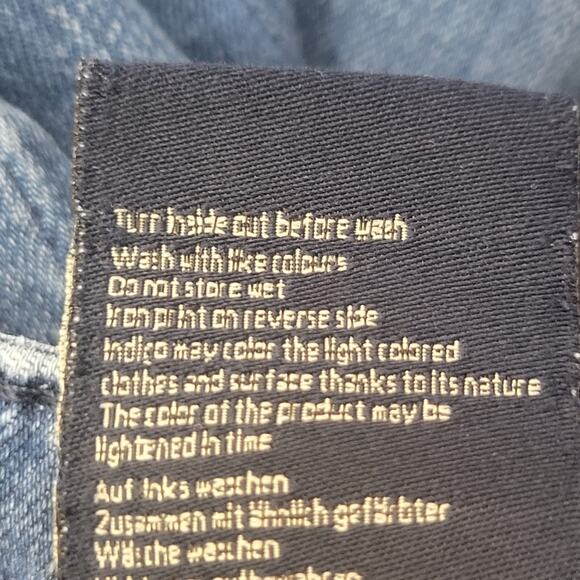 Turn inside out before wash
Wash with like colours
Do not store wet
Iron print on reverse side
Indigo may color the light colored
clothes and surfase thanks to its nature
The color of the product may be
lightened in time
Auf links waschen
Zusammen mit ähnlich gefärbter
Wäsche waschen